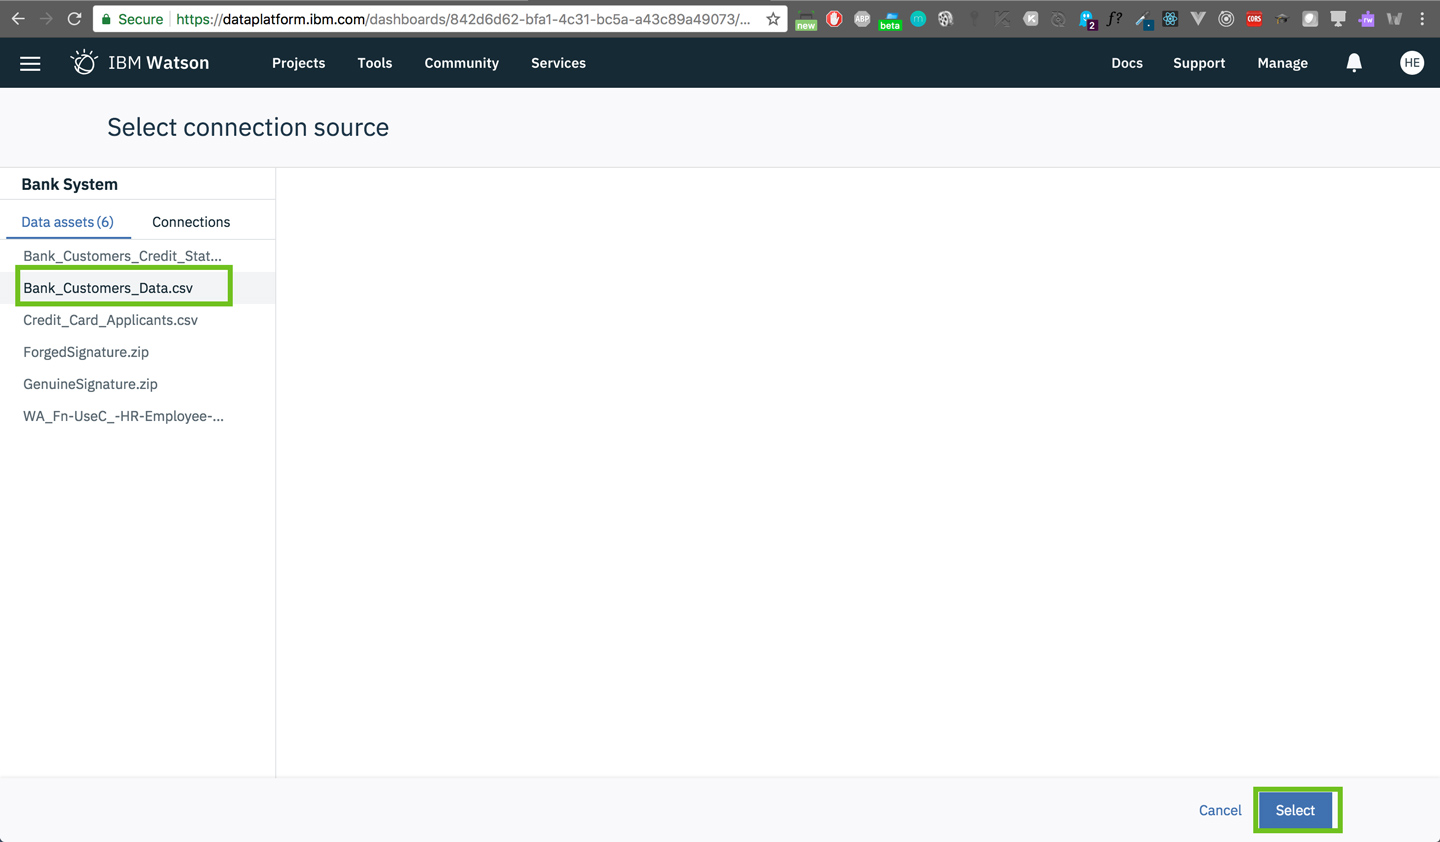 Secure https://dataplatform.ibm.com/dashboards/842d6d62-bfa1-4c31-bc5a-a43c89a49073/...
new
ABP
beta
m
K
2
f?
CORS
rw
W
IBM Watson
Projects
Tools
Community
Services
Docs
Support
Manage
HE
Select connection source
Bank System
Data assets (6)
Connections
Bank_Customers_Credit_Stat...
Bank_Customers_Data.csv
Credit_Card_Applicants.csv
ForgedSignature.zip
GenuineSignature.zip
WA_Fn-UseC_-HR-Employee-...
Cancel
Select